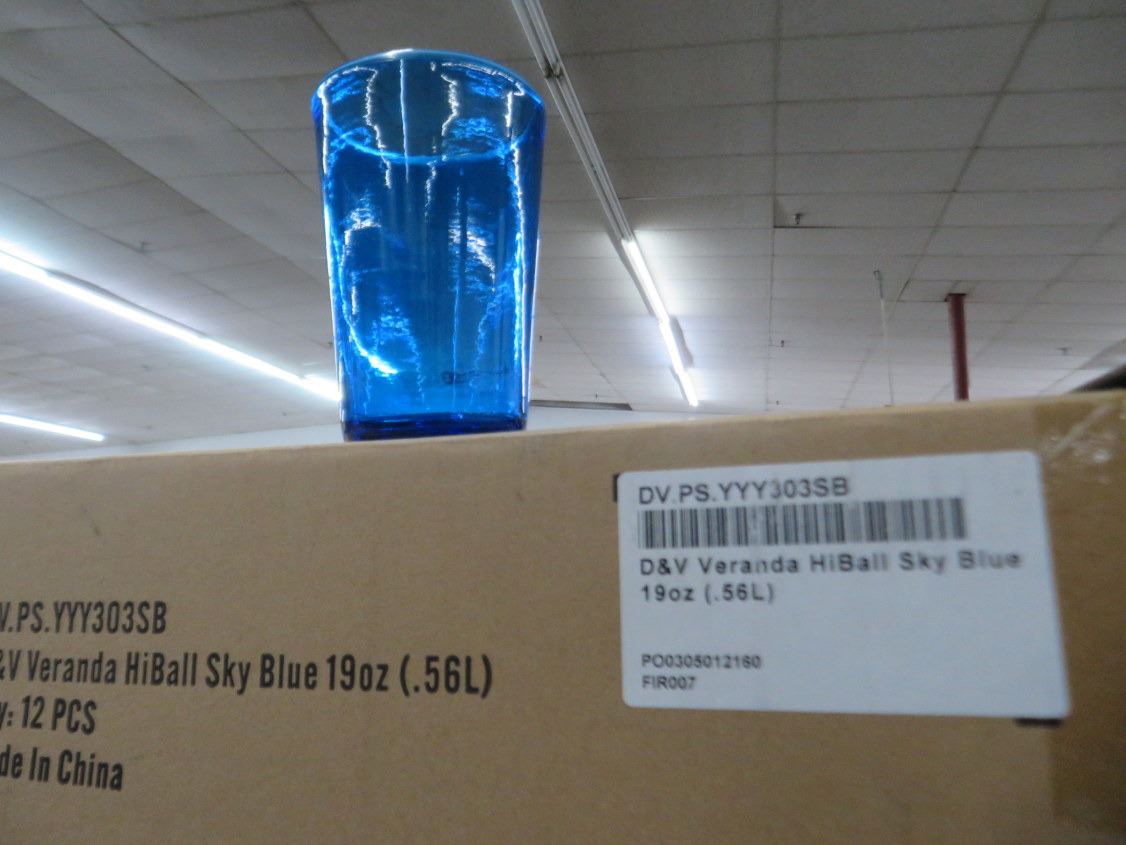 DV.PS.YYY303SB
D&V Veranda HiBall Sky Blue
19oz (.56L)
PO0305012160
FIR007
V.PS.YYY303SB
&V Veranda HiBall Sky Blue 19oz (.56L)
y: 12 PCS
de In China